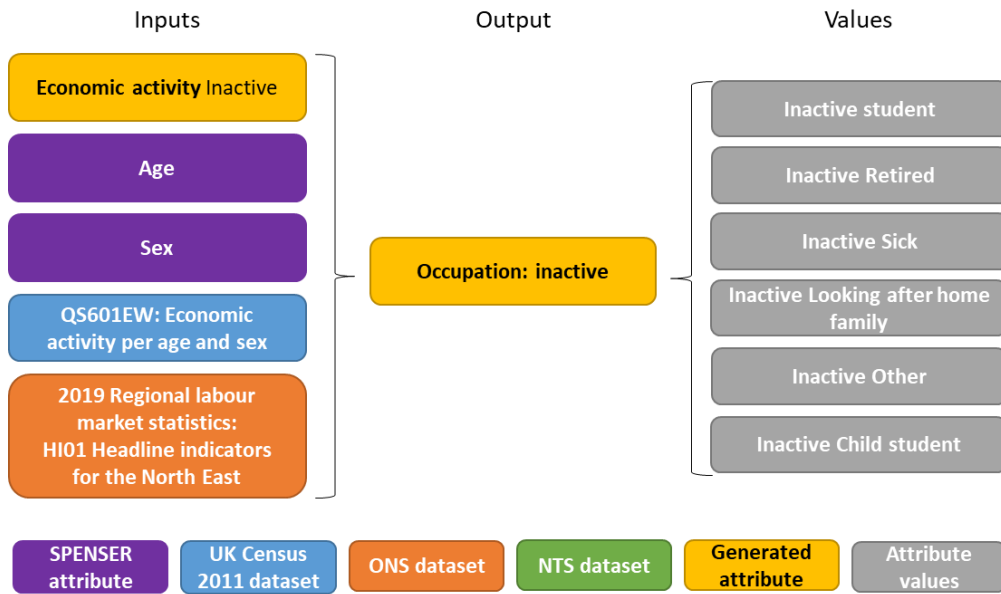 Inputs
Output
Values
Economic activity Inactive
Age
Sex
QS601EW: Economic
activity per age and sex
2019 Regional labour
market statistics:
HI01 Headline indicators
for the North East
Occupation: inactive
Inactive student
Inactive Retired
Inactive Sick
Inactive Looking after home
family
Inactive Other
Inactive Child student
SPENSER
attribute
UK Census
2011 dataset
ONS dataset
NTS dataset
Generated
attribute
Attribute
values